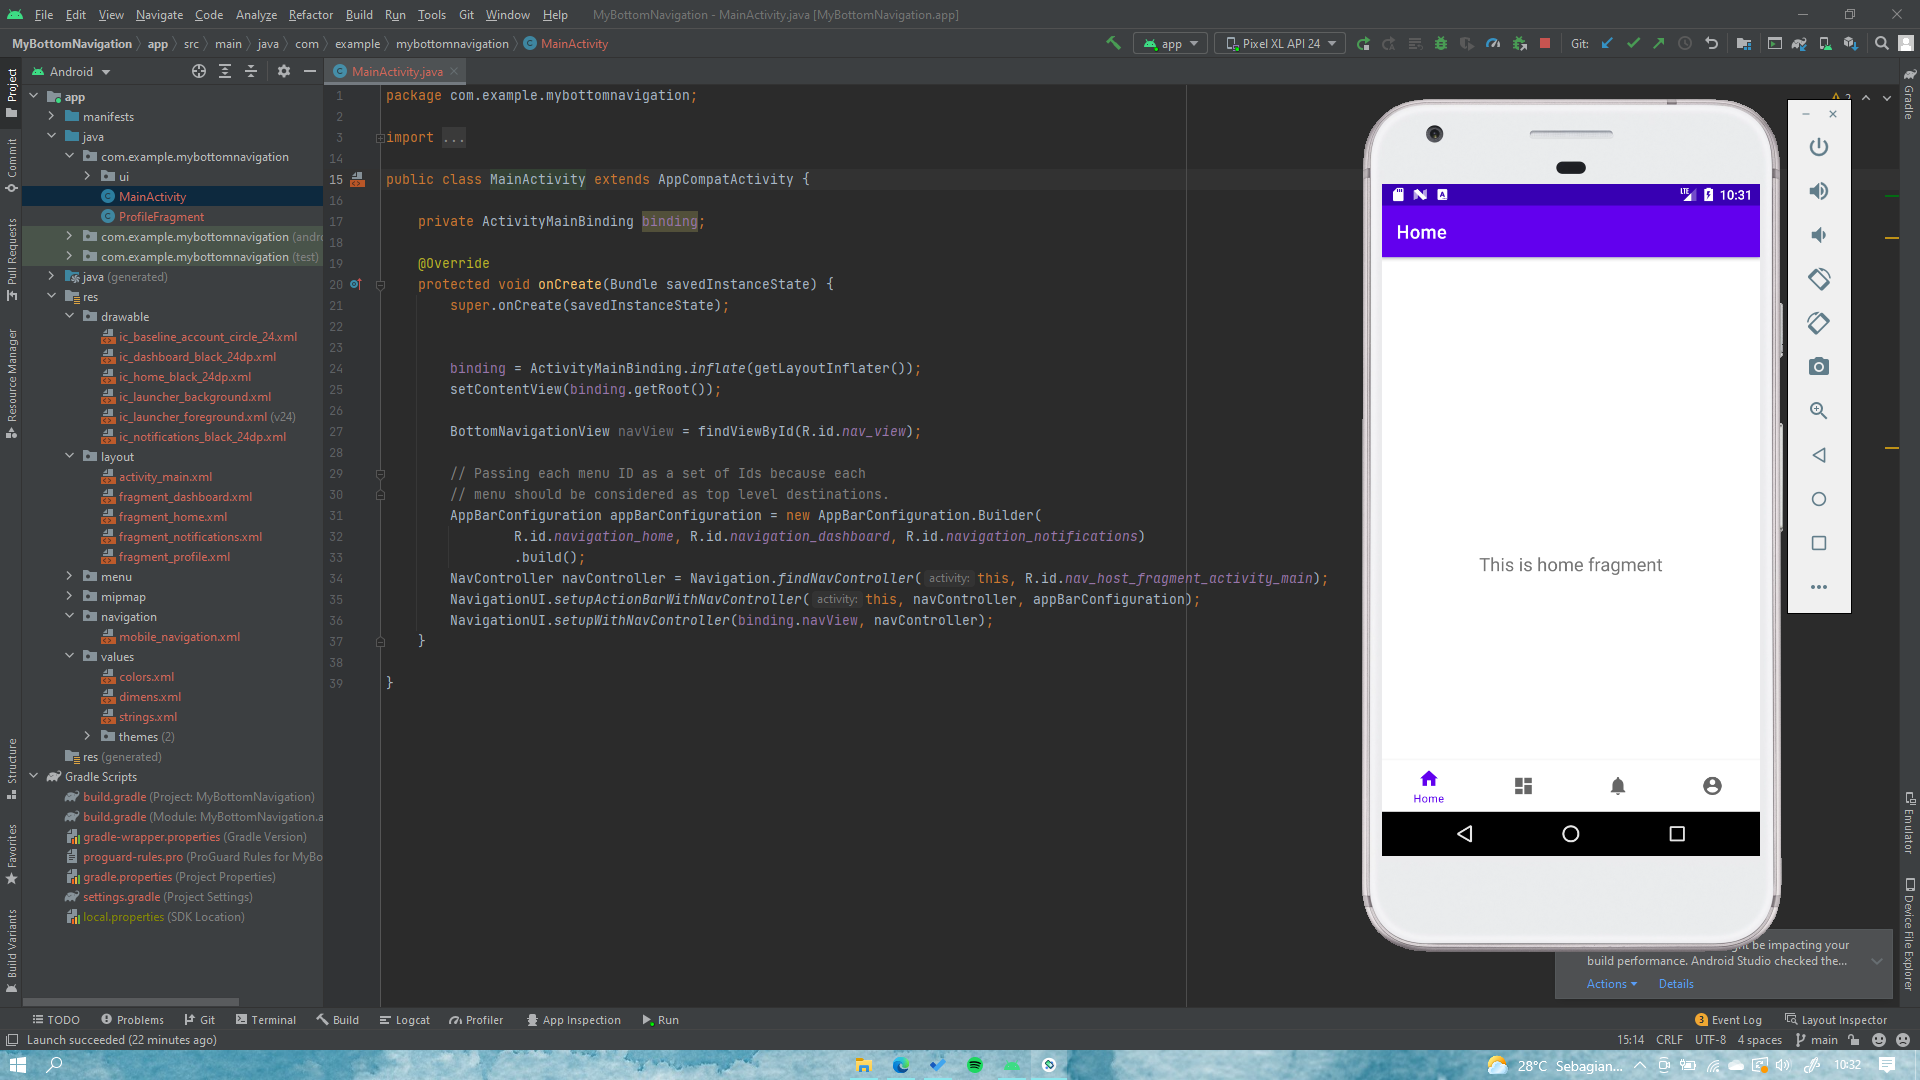 File Edit View Navigate Code Analyze Refactor Build Run Tools Git Window Help MyBottomNavigation - MainActivity.java [MyBottomNavigation.app]
MyBottomNavigation app src main java com example mybottomnavigation MainActivity app Pixel XL API 24 Git:
Android
MainActivity.java
Project
Commit
Pull Requests
Resource Manager
Structure
Favorites
Build Variants
app
manifests
java
com.example.mybottomnavigation
ui
MainActivity
ProfileFragment
com.example.mybottomnavigation (andro
com.example.mybottomnavigation (test)
java (generated)
res
drawable
ic_baseline_account_circle_24.xml
ic_dashboard_black_24dp.xml
ic_home_black_24dp.xml
ic_launcher_background.xml
ic_launcher_foreground.xml (v24)
ic_notifications_black_24dp.xml
layout
activity_main.xml
fragment_dashboard.xml
fragment_home.xml
fragment_notifications.xml
fragment_profile.xml
menu
mipmap
navigation
mobile_navigation.xml
values
colors.xml
dimens.xml
strings.xml
themes (2)
res (generated)
Gradle Scripts
build.gradle (Project: MyBottomNavigation)
build.gradle (Module: MyBottomNavigation.a
gradle-wrapper.properties (Gradle Version)
proguard-rules.pro (ProGuard Rules for MyBo
gradle.properties (Project Properties)
settings.gradle (Project Settings)
local.properties (SDK Location)
1 package com.example.mybottomnavigation;
2
3 import ...
14
15 public class MainActivity extends AppCompatActivity {
16
17 private ActivityMainBinding binding;
18
19 @Override
20 protected void onCreate(Bundle savedInstanceState) {
21 super.onCreate(savedInstanceState);
22
23
24 binding = ActivityMainBinding.inflate(getLayoutInflater());
25 setContentView(binding.getRoot());
26
27 BottomNavigationView navView = findViewById(R.id.nav_view);
28
29 // Passing each menu ID as a set of Ids because each
30 // menu should be considered as top level destinations.
31 AppBarConfiguration appBarConfiguration = new AppBarConfiguration.Builder(
32 R.id.navigation_home, R.id.navigation_dashboard, R.id.navigation_notifications)
33 .build();
34 NavController navController = Navigation.findNavController( activity: this, R.id.nav_host_fragment_activity_main);
35 NavigationUI.setupActionBarWithNavController( activity: this, navController, appBarConfiguration);
36 NavigationUI.setupWithNavController(binding.navView, navController);
37 }
38
39 }
LTE 10:31
Home
This is home fragment
Home
Gradle
Emulator
Device File Explorer
be impacting your
build performance. Android Studio checked the...
Actions Details
TODO Problems Git Terminal Build Logcat Profiler App Inspection Run 3 Event Log Layout Inspector
Launch succeeded (22 minutes ago) 15:14 CRLF UTF-8 4 spaces main
28°C Sebagian... 10:32